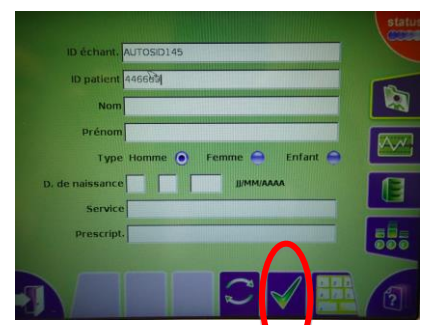 status
ID échant. AUTOSID145
ID patient
Nom
Prénom
Type Homme Femme Enfant
D. de naissance JJ/MM/AAAA
Service
Prescript.
?